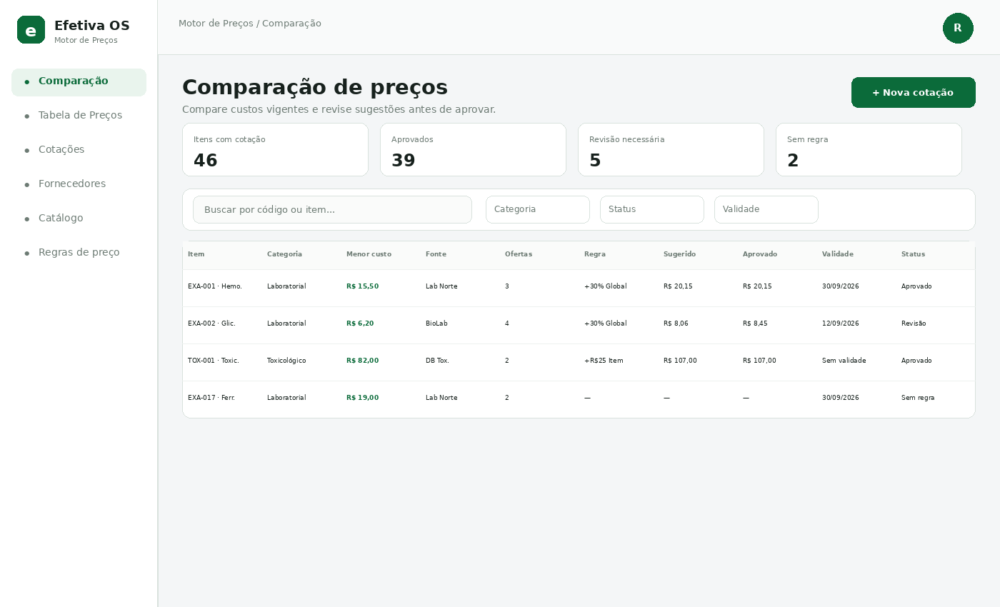 e
Efetiva OS
Motor de Preços
Motor de Preços / Comparação
R
Comparação
Tabela de Preços
Cotações
Fornecedores
Catálogo
Regras de preço
Comparação de preços
+ Nova cotação
Compare custos vigentes e revise sugestões antes de aprovar.
Itens com cotação Aprovados Revisão necessária Sem regra
46 39 5 2
Buscar por código ou item... Categoria Status Validade
Item Categoria Menor custo Fonte Ofertas Regra Sugerido Aprovado Validade Status
EXA-001 · Hemo. Laboratorial R$ 15,50 Lab Norte 3 +30% Global R$ 20,15 R$ 20,15 30/09/2026 Aprovado
EXA-002 · Glic. Laboratorial R$ 6,20 BioLab 4 +30% Global R$ 8,06 R$ 8,45 12/09/2026 Revisão
TOX-001 · Toxic. Toxicológico R$ 82,00 DB Tox. 2 +R$25 Item R$ 107,00 R$ 107,00 Sem validade Aprovado
EXA-017 · Ferr. Laboratorial R$ 19,00 Lab Norte 2 — — — 30/09/2026 Sem regra